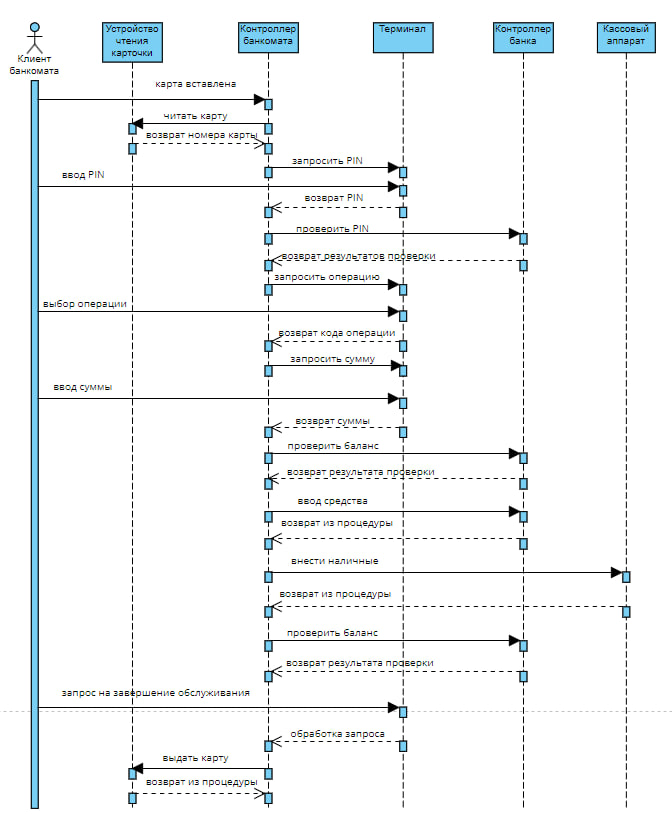 Клиент
банкомата
Устройство
чтения
карточки
Контроллер
банкомата
Терминал
Контроллер
банка
Кассовый
аппарат
карта вставлена
читать карту
возврат номера карты
запросить PIN
ввод PIN
возврат PIN
проверить PIN
возврат результатов проверки
запросить операцию
выбор операции
возврат кода операции
запросить сумму
ввод суммы
возврат суммы
проверить баланс
возврат результата проверки
ввод средства
возврат из процедуры
внести наличные
возврат из процедуры
проверить баланс
возврат результата проверки
запрос на завершение обслуживания
обработка запроса
выдать карту
возврат из процедуры